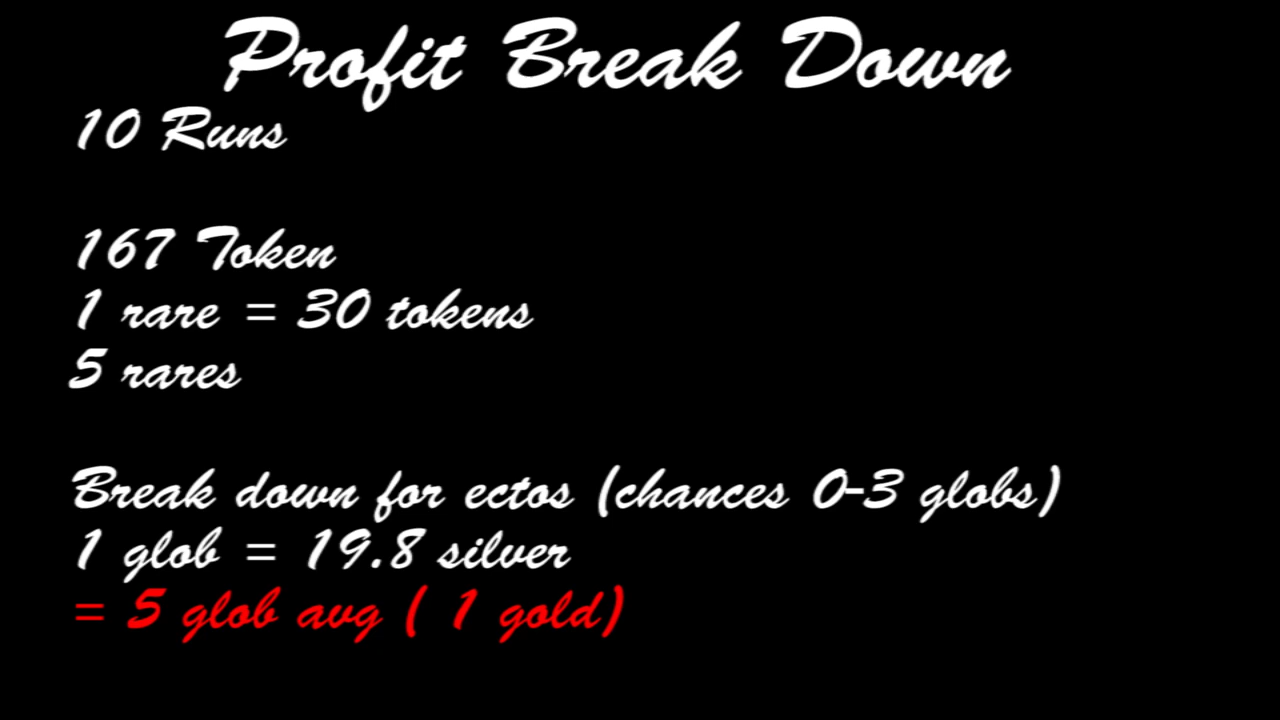 Profit Break Down
10 Runs
167 Token
1 rare = 30 tokens
5 rares
Break down for ectos (chances 0-3 globs)
1 glob = 19.8 silver
= 5 glob avg ( 1 gold)